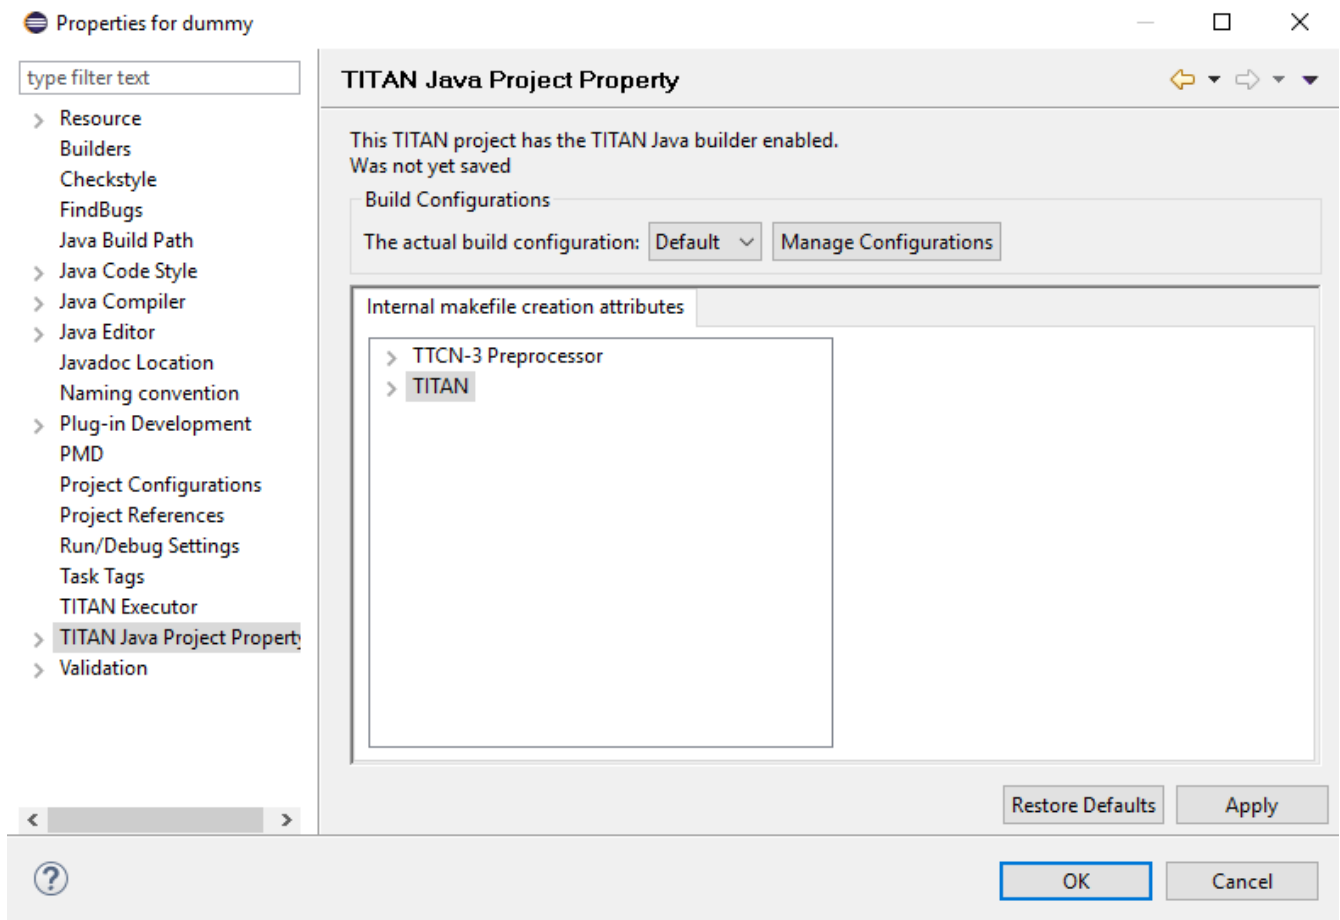 Properties for dummy
type filter text
Resource
Builders
Checkstyle
FindBugs
Java Build Path
Java Code Style
Java Compiler
Java Editor
Javadoc Location
Naming convention
Plug-in Development
PMD
Project Configurations
Project References
Run/Debug Settings
Task Tags
TITAN Executor
TITAN Java Project Property
Validation
TITAN Java Project Property
This TITAN project has the TITAN Java builder enabled.
Was not yet saved
Build Configurations
The actual build configuration: Default Manage Configurations
Internal makefile creation attributes
TTCN-3 Preprocessor
TITAN
Restore Defaults Apply
? OK Cancel